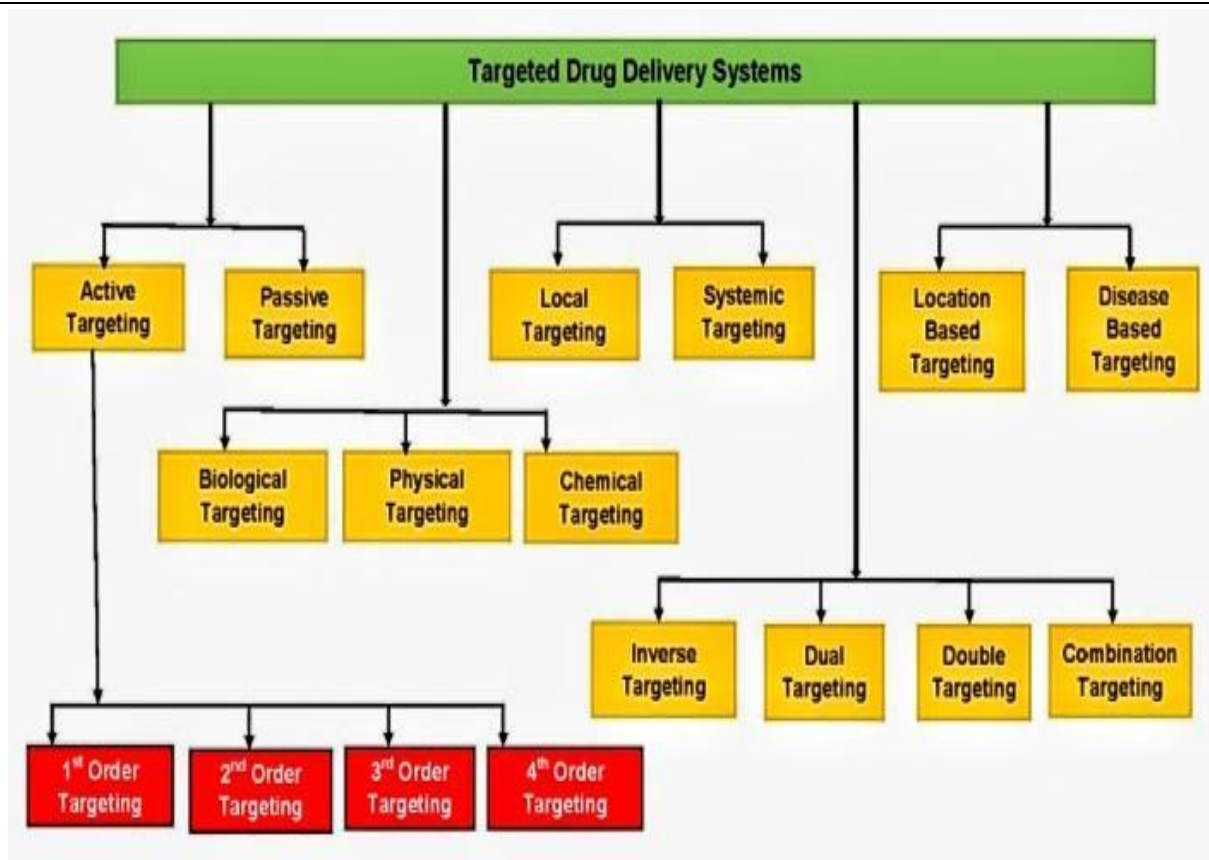 Targeted Drug Delivery Systems
Active
Targeting
Passive
Targeting
Local
Targeting
Systemic
Targeting
Location
Based
Targeting
Disease
Based
Targeting
Biological
Targeting
Physical
Targeting
Chemical
Targeting
Inverse
Targeting
Dual
Targeting
Double
Targeting
Combination
Targeting
1st Order
Targeting
2nd Order
Targeting
3rd Order
Targeting
4th Order
Targeting